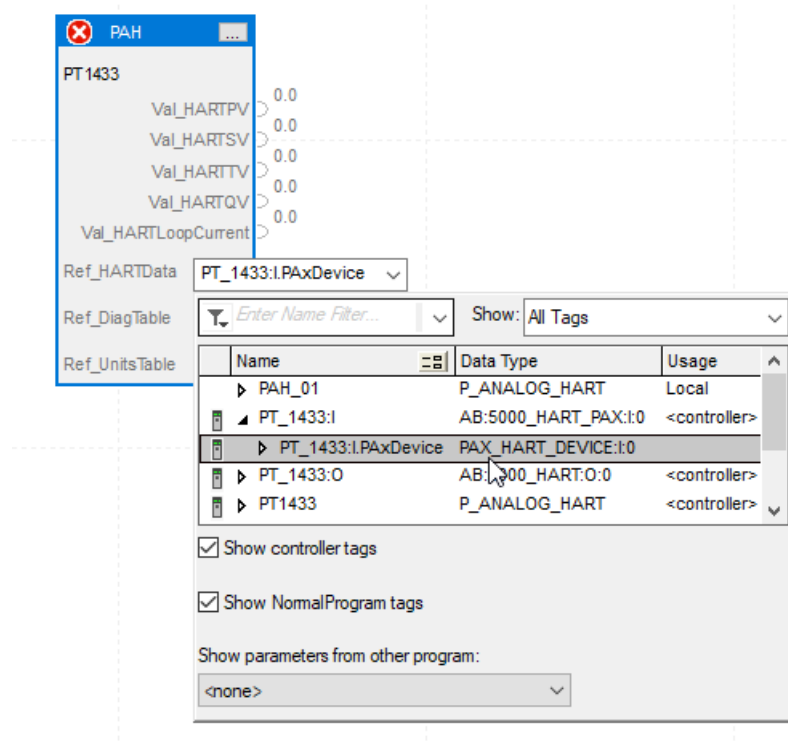 PAH ...
PT1433
Val_HARTPV 0.0
Val_HARTSV 0.0
Val_HARTTV 0.0
Val_HARTQV 0.0
Val_HARTLoopCurrent 0.0
Ref_HARTData PT_1433:I.PAxDevice
Ref_DiagTable Enter Name Filter... Show: All Tags
Ref_UnitsTable Name Data Type Usage
PAH_01 P_ANALOG_HART Local
PT_1433:I AB:5000_HART_PAX:I:0 <controller>
PT_1433:I.PAxDevice PAX_HART_DEVICE:I:0
PT_1433:O <controller>
PT1433 P_ANALOG_HART <controller>
Show controller tags
Show NormalProgram tags
Show parameters from other program:
<none>